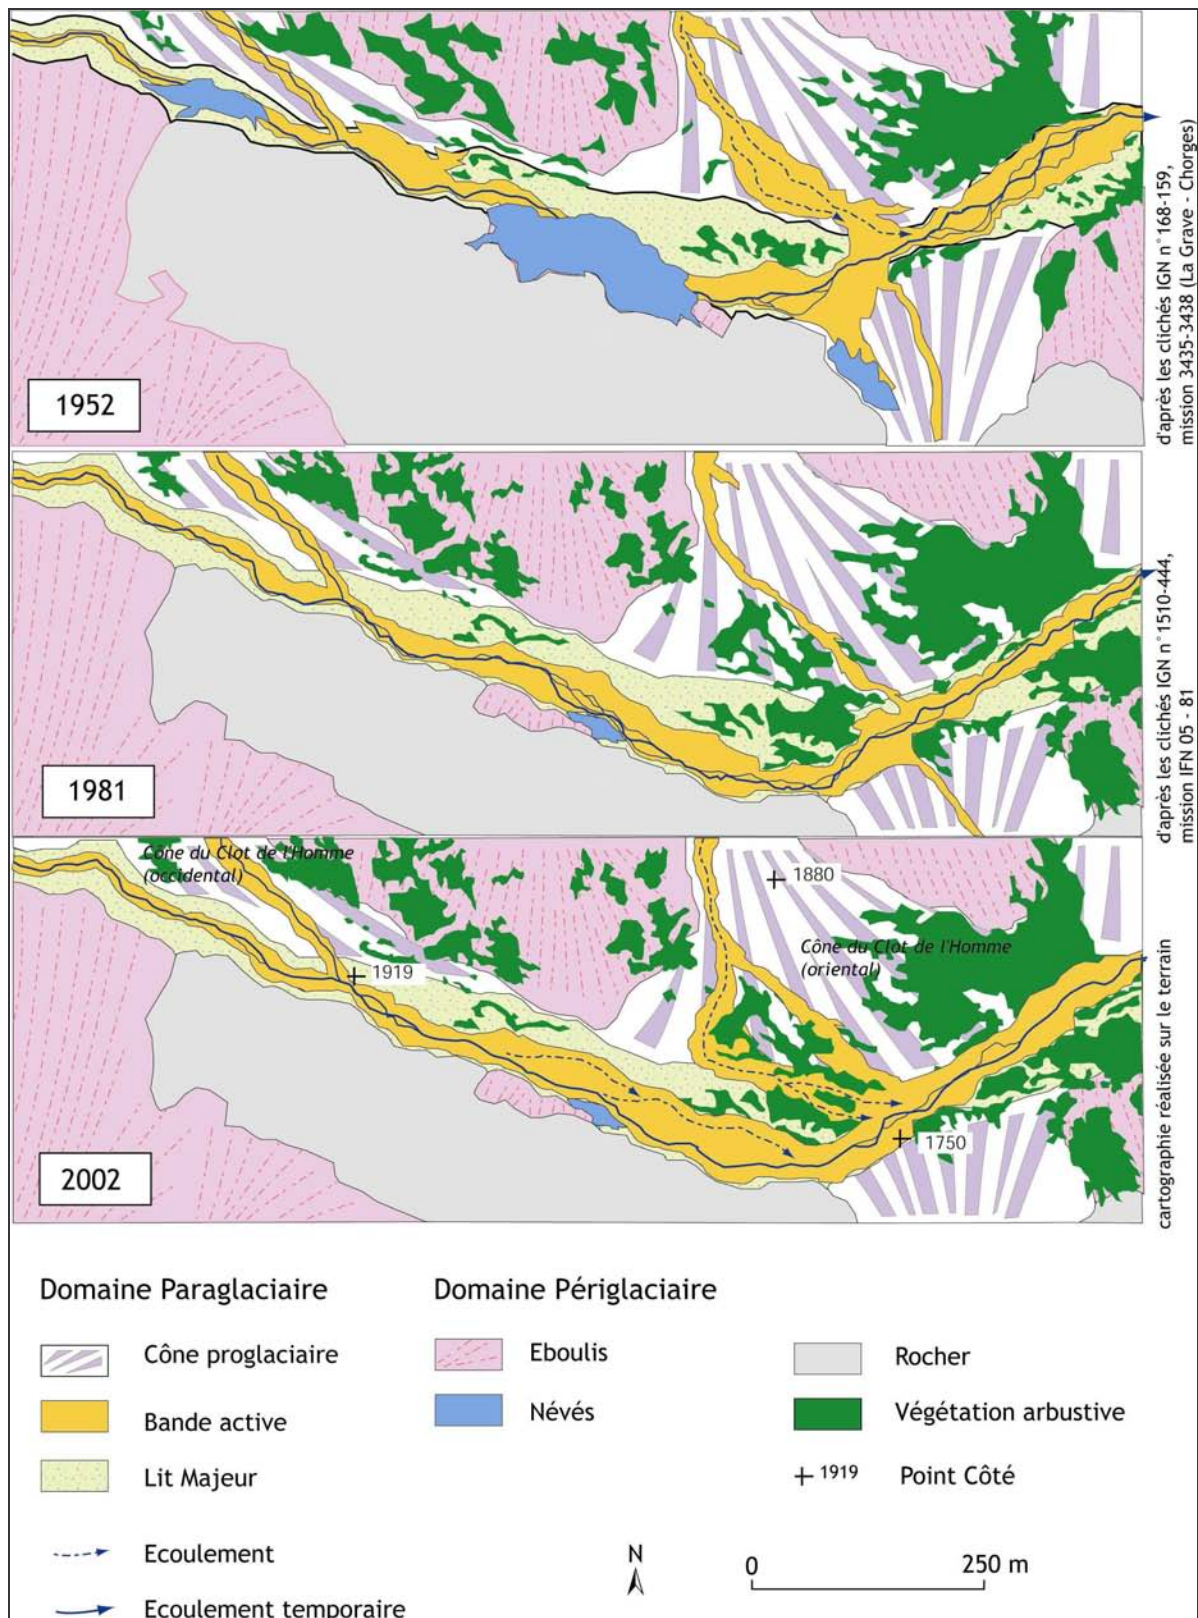 1952
d'après les clichés IGN n°168-159,
mission 3435-3438 (La Grave - Chorges)
1981
d'après les clichés IGN n°1510-444,
mission IFN 05 - 81
Cône du Clot de l'Homme
(occidental)
1880
Cône du Clot de l'Homme
(oriental)
1919
1750
2002
cartographie réalisée sur le terrain
Domaine Paraglaciaire
Cône proglaciaire
Bande active
Lit Majeur
Ecoulement
Ecoulement temporaire
Domaine Périglaciaire
Eboulis
Névés
Rocher
Végétation arbustive
1919 Point Côté
N
0 250 m